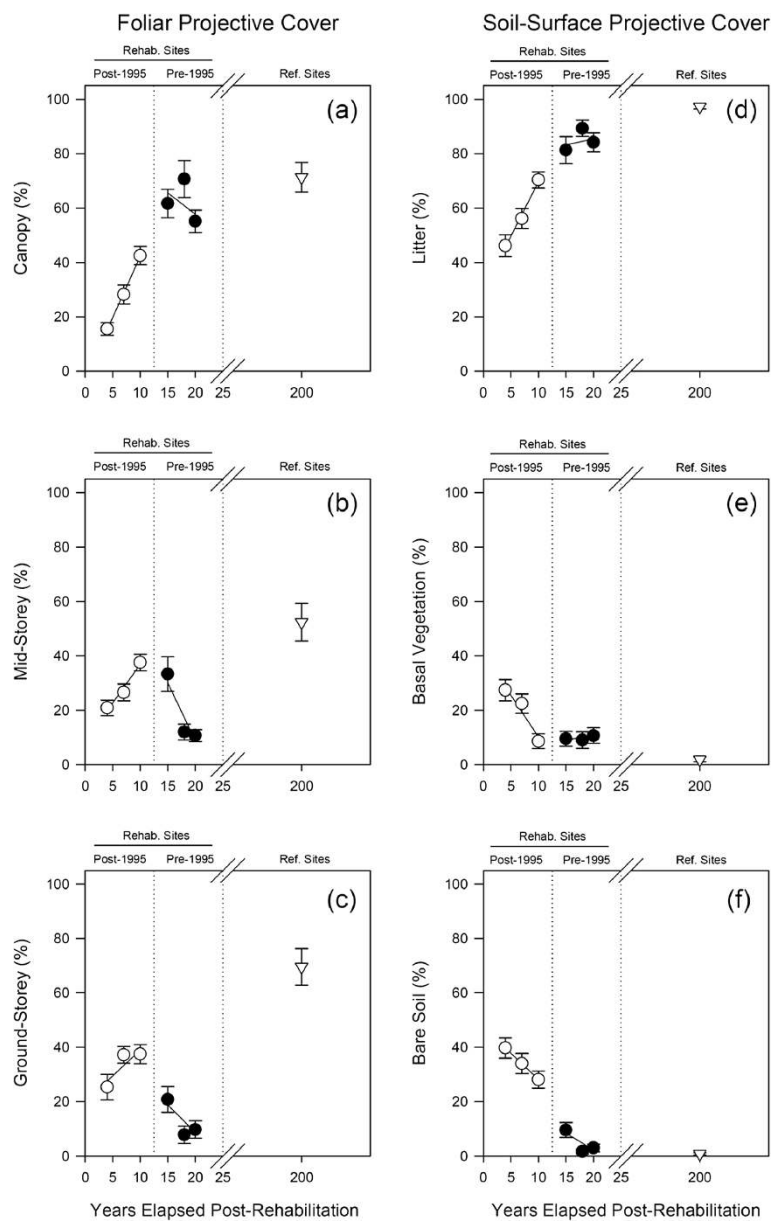 Foliar Projective Cover
Rehab. Sites
Post-1995 Pre-1995 Ref. Sites
(a)
Canopy (%)
100
80
60
40
20
0
0 5 10 15 20 25 200
Rehab. Sites
Post-1995 Pre-1995 Ref. Sites
(b)
Mid-Storey (%)
100
80
60
40
20
0
0 5 10 15 20 25 200
Rehab. Sites
Post-1995 Pre-1995 Ref. Sites
(c)
Ground-Storey (%)
100
80
60
40
20
0
0 5 10 15 20 25 200
Years Elapsed Post-Rehabilitation
Soil-Surface Projective Cover
Rehab. Sites
Post-1995 Pre-1995 Ref. Sites
(d)
Litter (%)
100
80
60
40
20
0
0 5 10 15 20 25 200
Rehab. Sites
Post-1995 Pre-1995 Ref. Sites
(e)
Basal Vegetation (%)
100
80
60
40
20
0
0 5 10 15 20 25 200
Rehab. Sites
Post-1995 Pre-1995 Ref. Sites
(f)
Bare Soil (%)
100
80
60
40
20
0
0 5 10 15 20 25 200
Years Elapsed Post-Rehabilitation